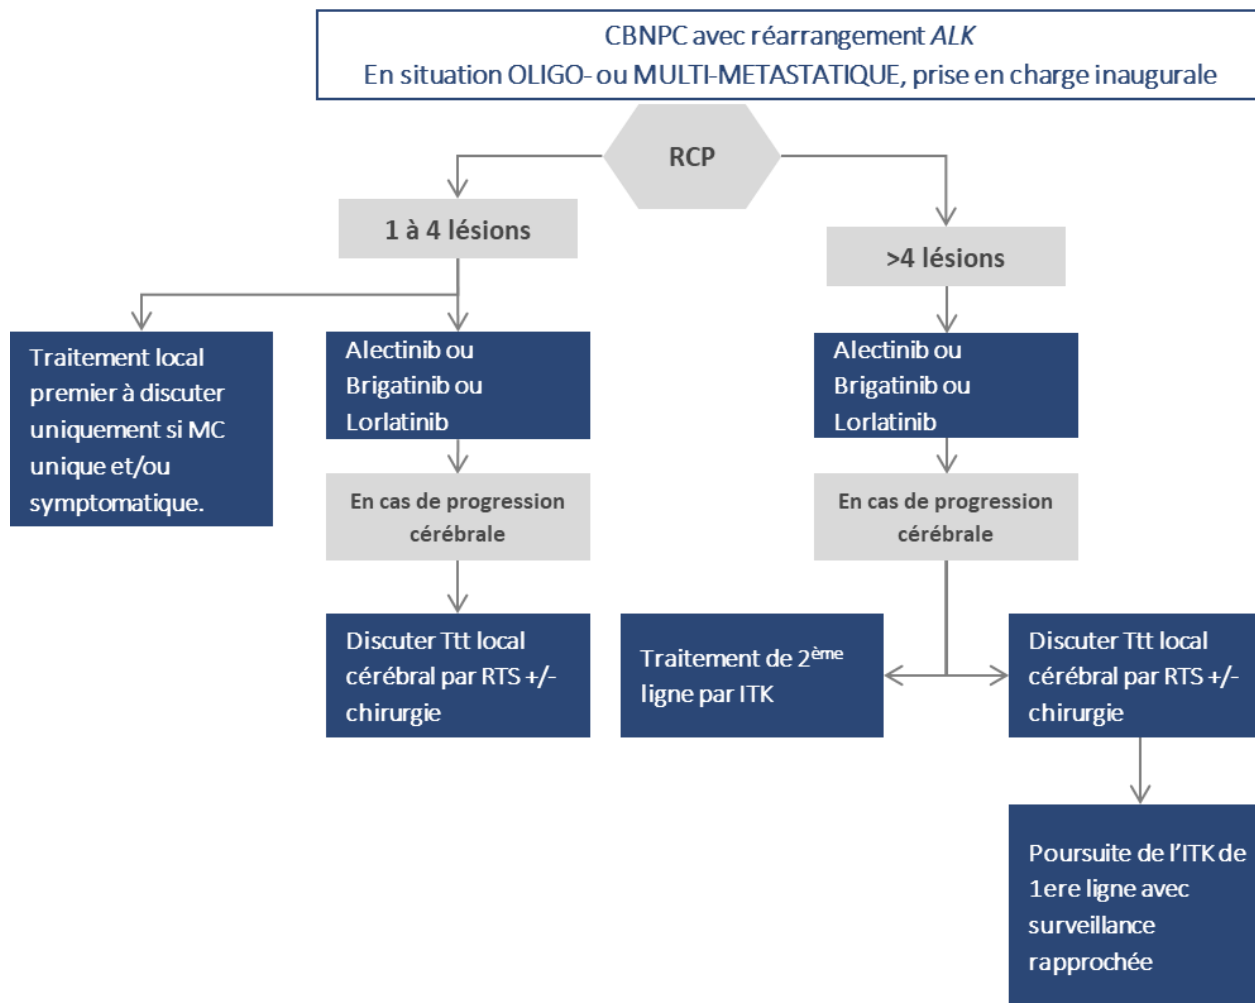 CBNPC avec réarrangement ALK
En situation OLIGO- ou MULTI-METASTATIQUE, prise en charge inaugurale
RCP
1 à 4 lésions
>4 lésions
Traitement local
premier à discuter
uniquement si MC
unique et/ou
symptomatique.
Alectinib ou
Brigatinib ou
Lorlatinib
Alectinib ou
Brigatinib ou
Lorlatinib
En cas de progression
cérébrale
En cas de progression
cérébrale
Discuter Ttt local
cérébral par RTS +/-
chirurgie
Traitement de 2ème
ligne par ITK
Discuter Ttt local
cérébral par RTS +/-
chirurgie
Poursuite de l’ITK de
1ere ligne avec
surveillance
rapprochée